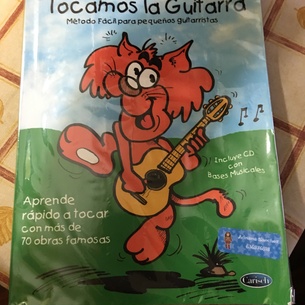 Tocamos la Guitarra
Método Fácil para pequeños guitarristas
Incluye CD
con
Bases Musicales
Aprende
rápido a tocar
con más de
70 obras famosas
Carisch